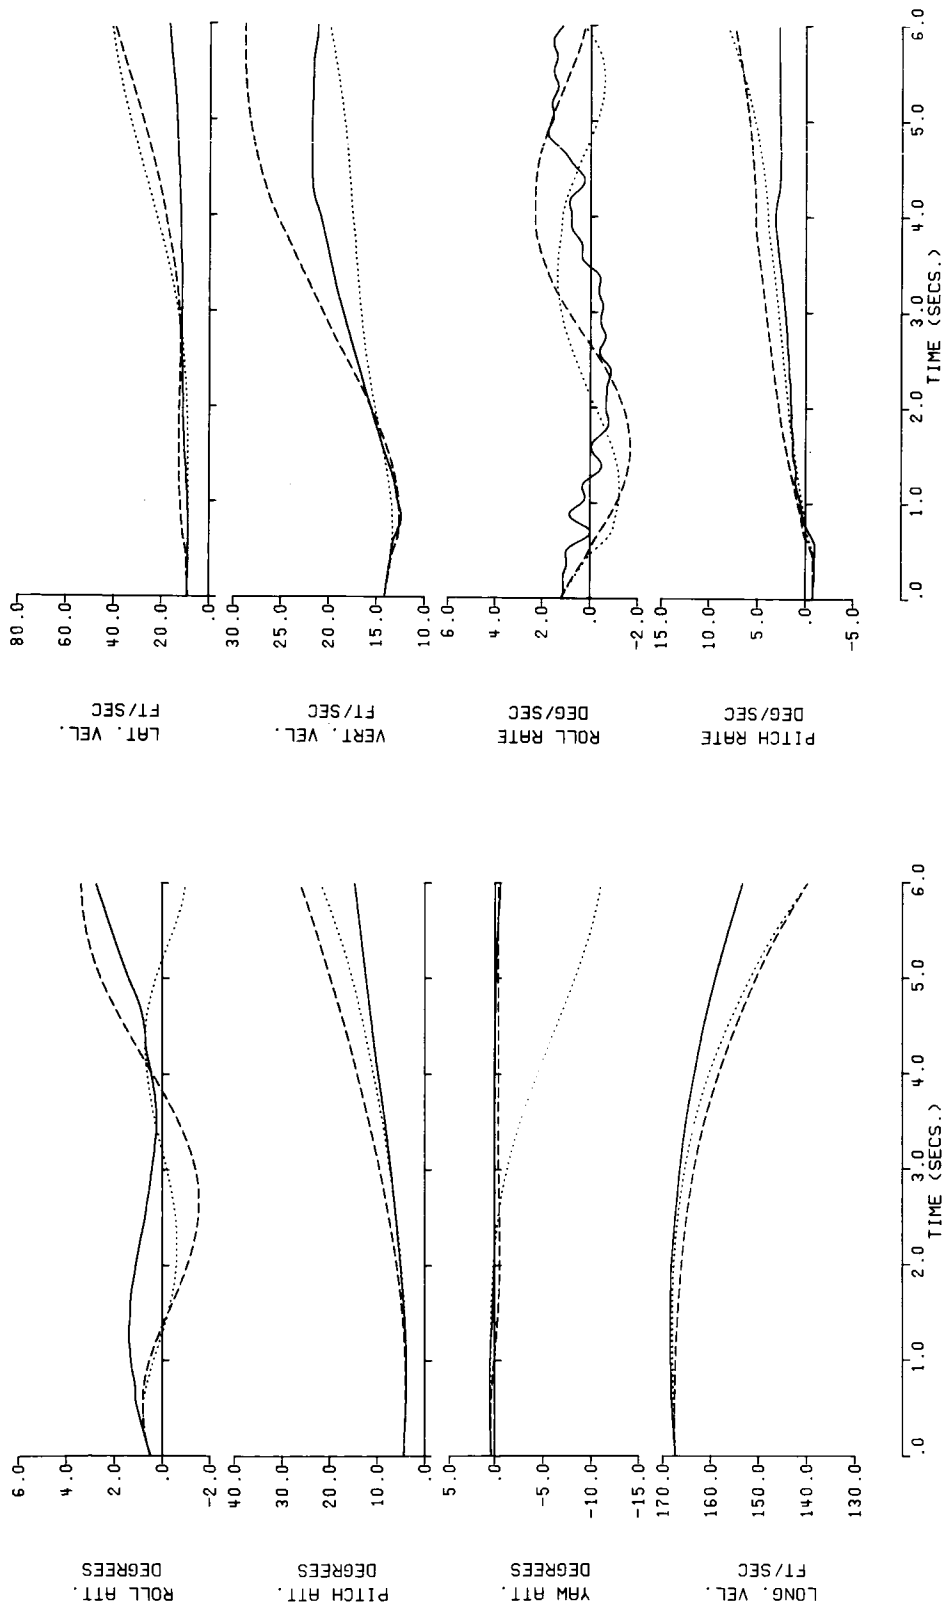 ROLL ATT.
DEGREES
6.0
4.0
2.0
.0
-2.0
PITCH ATT.
DEGREES
40.0
30.0
20.0
10.0
.0
YAW ATT.
DEGREES
5.0
.0
-5.0
-10.0
-15.0
LONG. VEL.
FT/SEC
170.0
160.0
150.0
140.0
130.0
.0 1.0 2.0 3.0 4.0 5.0 6.0
TIME (SECS.)
LAT. VEL.
FT/SEC
80.0
60.0
40.0
20.0
.0
VERT. VEL.
FT/SEC
30.0
25.0
20.0
15.0
10.0
ROLL RATE
DEG/SEC
6.0
4.0
2.0
.0
-2.0
PITCH RATE
DEG/SEC
15.0
10.0
5.0
.0
-5.0
.0 1.0 2.0 3.0 4.0 5.0 6.0
TIME (SECS.)